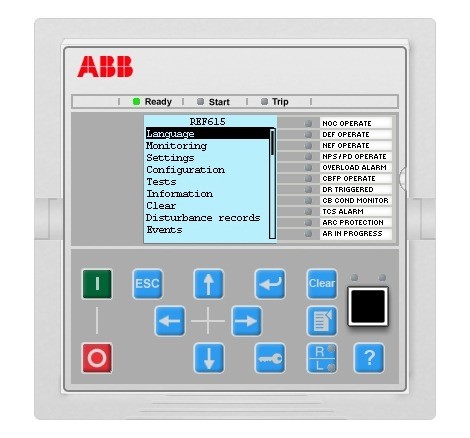 ABB
Ready
Start
Trip
REF615
Language
Monitoring
Settings
Configuration
Tests
Information
Clear
Disturbance records
Events
NOC OPERATE
DEF OPERATE
NEF OPERATE
NPS/PD OPERATE
OVERLOAD ALARM
CBFP OPERATE
DR TRIGGERED
CB COND MONITOR
TCS ALARM
ARC PROTECTION
AR IN PROGRESS
I
ESC
Clear
O
R
L
?